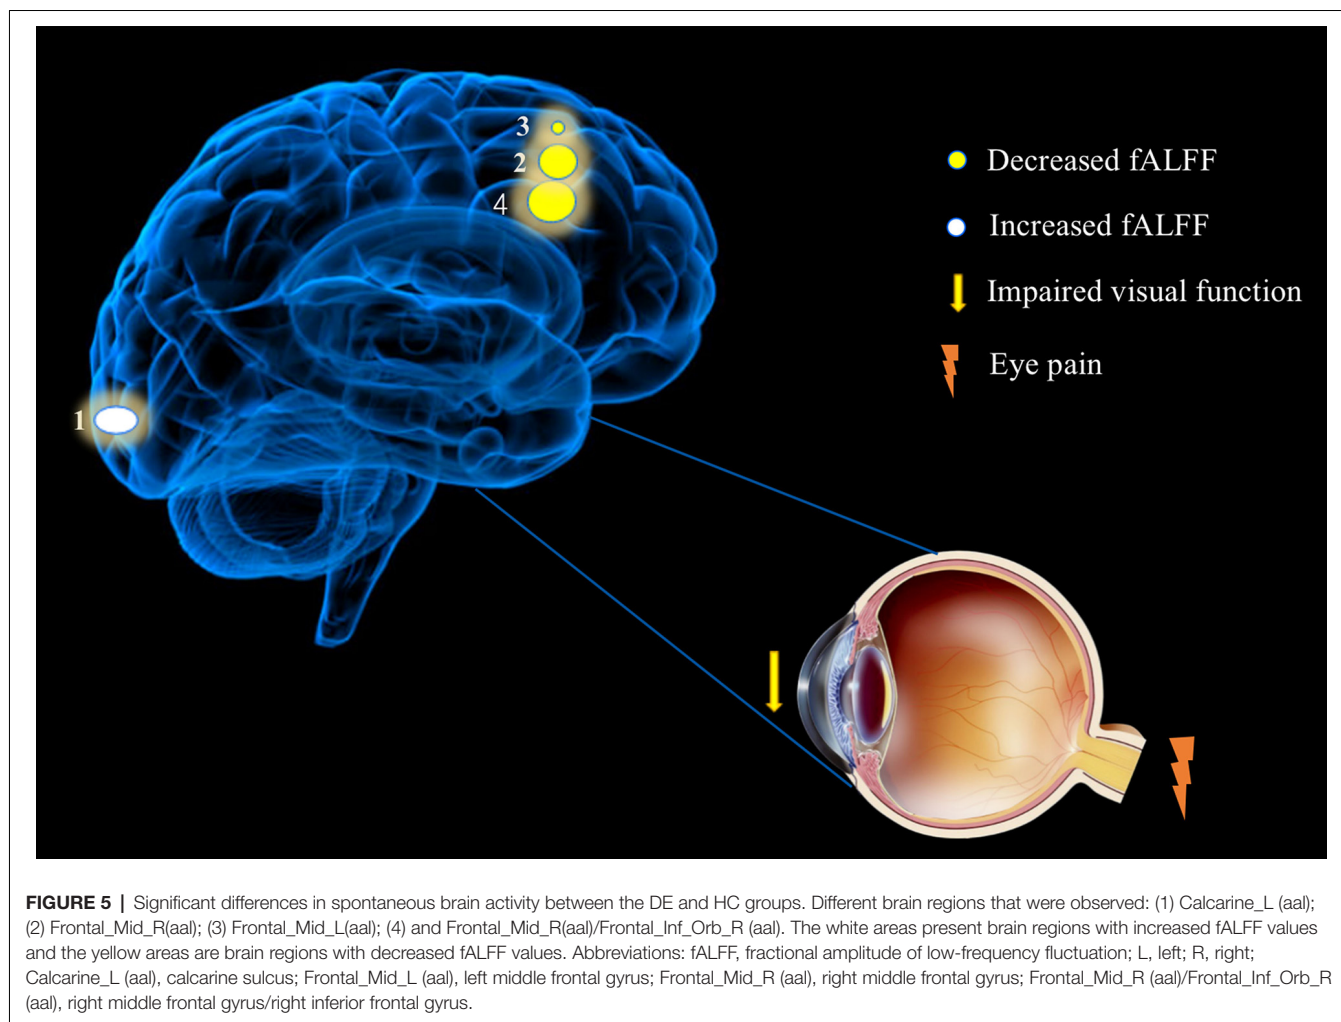 3
2
4
1
Decreased fALFF
Increased fALFF
Impaired visual function
Eye pain
FIGURE 5 | Significant differences in spontaneous brain activity between the DE and HC groups. Different brain regions that were observed: (1) Calcarine_L (aal);
(2) Frontal_Mid_R(aal); (3) Frontal_Mid_L(aal); (4) and Frontal_Mid_R(aal)/Frontal_Inf_Orb_R (aal). The white areas present brain regions with increased fALFF values
and the yellow areas are brain regions with decreased fALFF values. Abbreviations: fALFF, fractional amplitude of low-frequency fluctuation; L, left; R, right;
Calcarine_L (aal), calcarine sulcus; Frontal_Mid_L (aal), left middle frontal gyrus; Frontal_Mid_R (aal), right middle frontal gyrus; Frontal_Mid_R (aal)/Frontal_Inf_Orb_R
(aal), right middle frontal gyrus/right inferior frontal gyrus.